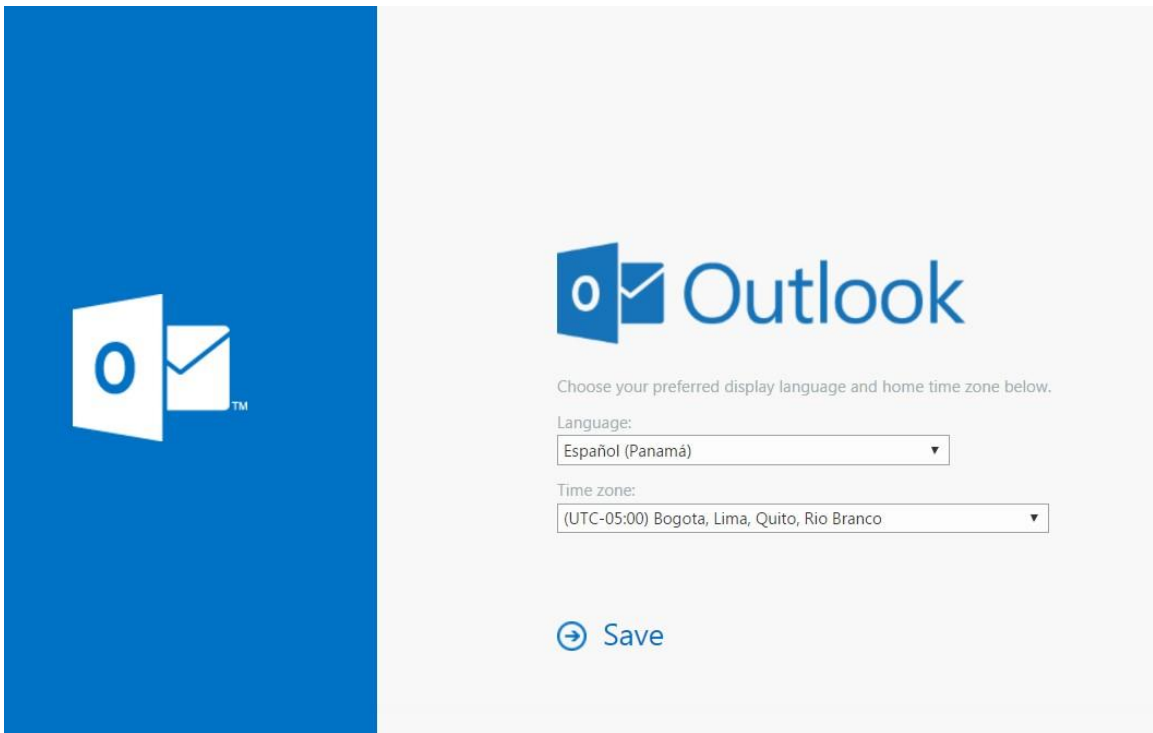 O
TM
O
Outlook
Choose your preferred display language and home time zone below.
Language:
Español (Panamá)
Time zone:
(UTC-05:00) Bogota, Lima, Quito, Rio Branco
Save